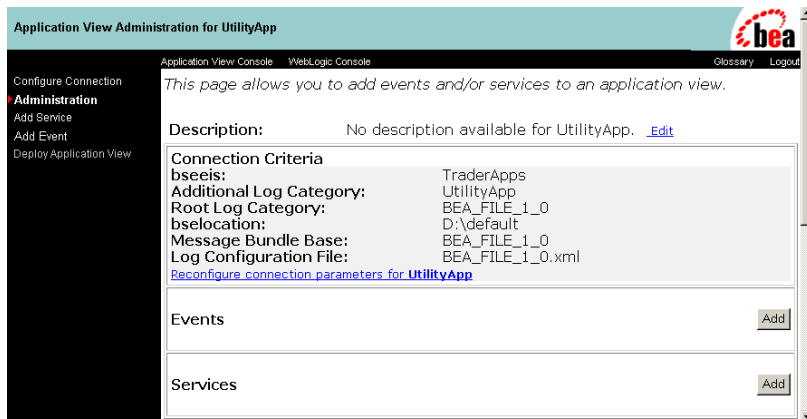 Application View Administration for UtilityApp
bea
Application View Console WebLogic Console Glossary Logout
Configure Connection
Administration
Add Service
Add Event
Deploy Application View
This page allows you to add events and/or services to an application view.
Description: No description available for UtilityApp. Edit
Connection Criteria
bseeis: TraderApps
Additional Log Category: UtilityApp
Root Log Category: BEA_FILE_1_0
bselocation: D:\default
Message Bundle Base: BEA_FILE_1_0
Log Configuration File: BEA_FILE_1_0.xml
Reconfigure connection parameters for UtilityApp
Events Add
Services Add